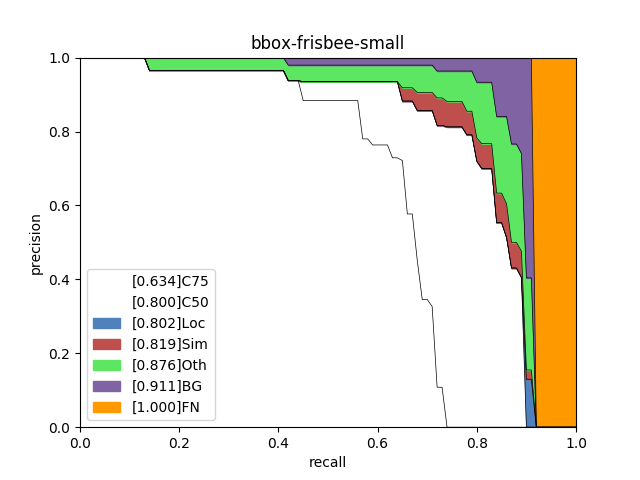 bbox-frisbee-small
1.0
0.8
0.6
0.4
0.2
0.0
precision
[0.634]C75
[0.800]C50
[0.802]Loc
[0.819]Sim
[0.876]Oth
[0.911]BG
[1.000]FN
0.0 0.2 0.4 0.6 0.8 1.0
recall